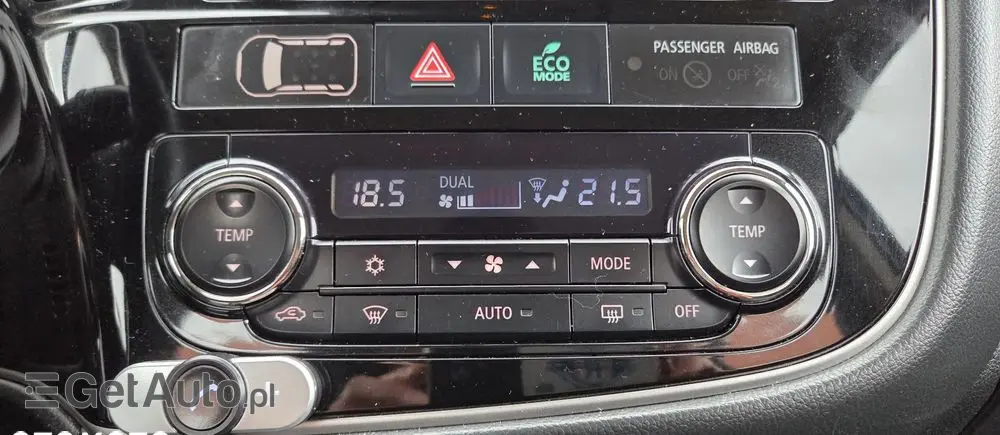 ECO
MODE
PASSENGER AIRBAG
ON OFF
18.5 DUAL 21.5
TEMP
TEMP
MODE
AUTO
OFF
GetAuto.pl